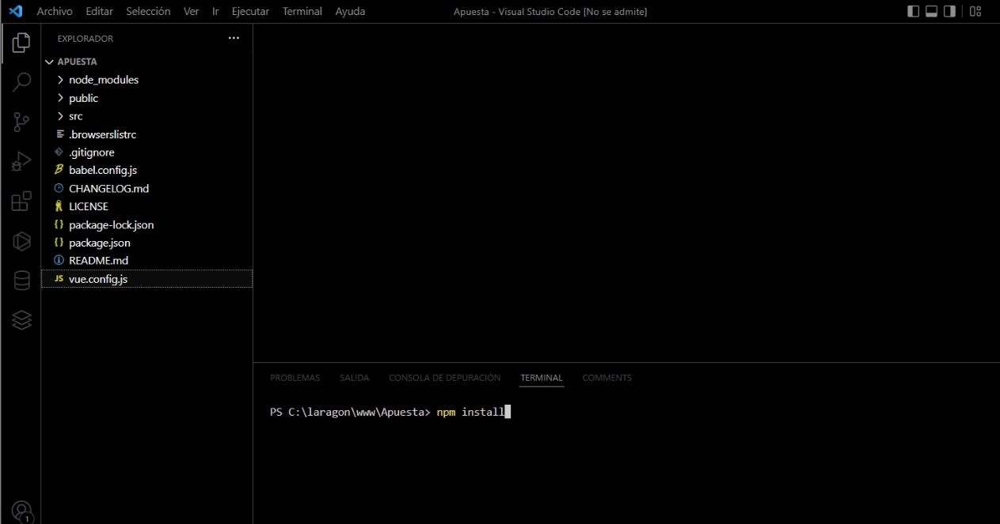 Archivo Editar Selección Ver Ir Ejecutar Terminal Ayuda Apuesta - Visual Studio Code [No se admite]
EXPLORADOR
APUESTA
node_modules
public
src
.browserslistrc
.gitignore
babel.config.js
CHANGELOG.md
LICENSE
package-lock.json
package.json
README.md
JS vue.config.js
PROBLEMAS SALIDA CONSOLA DE DEPURACIÓN TERMINAL COMMENTS
PS C:\laragon\www\Apuesta> npm install
1